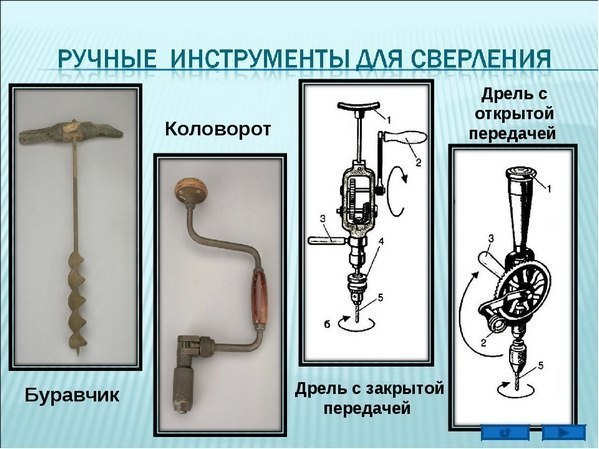 РУЧНЫЕ ИНСТРУМЕНТЫ ДЛЯ СВЕРЛЕНИЯ
Буравчик
Коловорот
1
2
3
4
5
б
Дрель с закрытой
передачей
Дрель с
открытой
передачей
1
3
2
5